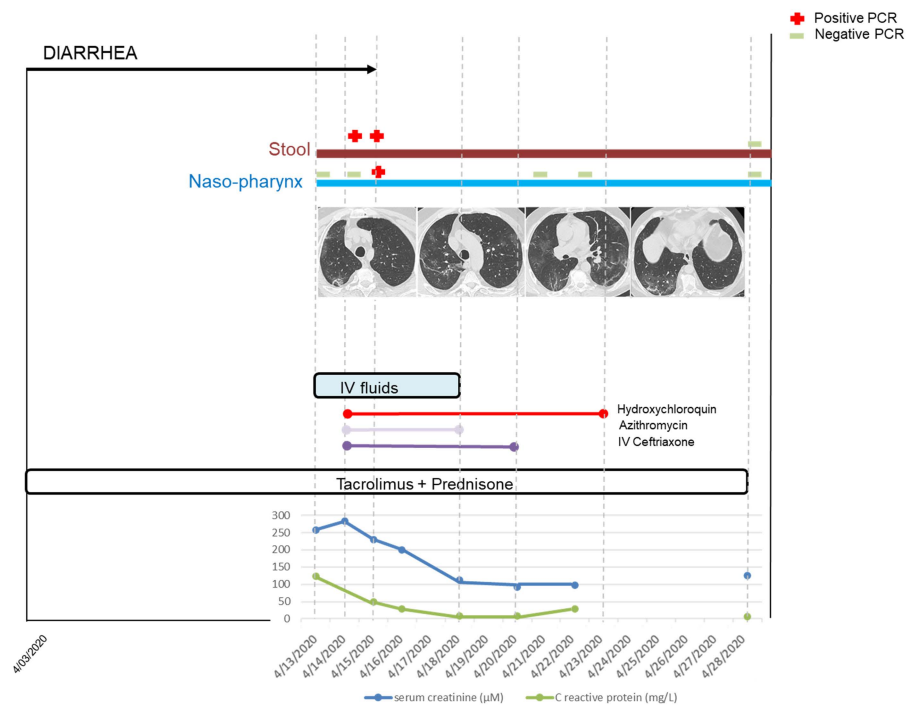 Positive PCR
Negative PCR
DIARRHEA
Stool
Naso-pharynx
IV fluids
Hydroxychloroquin
Azithromycin
IV Ceftriaxone
Tacrolimus + Prednisone
300
250
200
150
100
50
0
4/03/2020
4/13/2020
4/14/2020
4/15/2020
4/16/2020
4/17/2020
4/18/2020
4/19/2020
4/20/2020
4/21/2020
4/22/2020
4/23/2020
4/24/2020
4/25/2020
4/26/2020
4/27/2020
4/28/2020
serum creatinine (µM)
C reactive protein (mg/L)